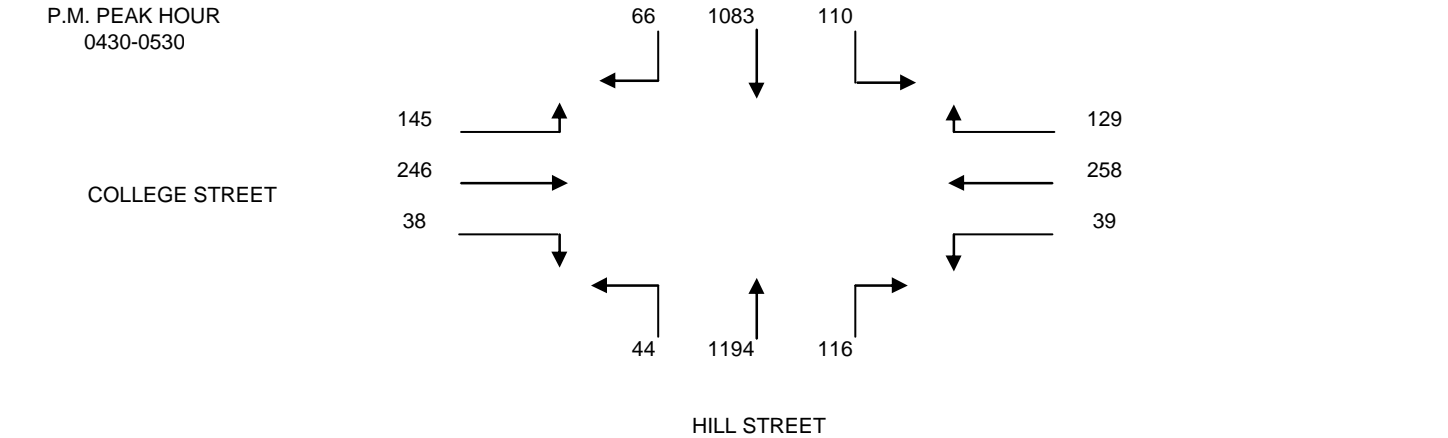 P.M. PEAK HOUR 66 1083 110
0430-0530
145 129
246 258
COLLEGE STREET
38 39
44 1194 116
HILL STREET